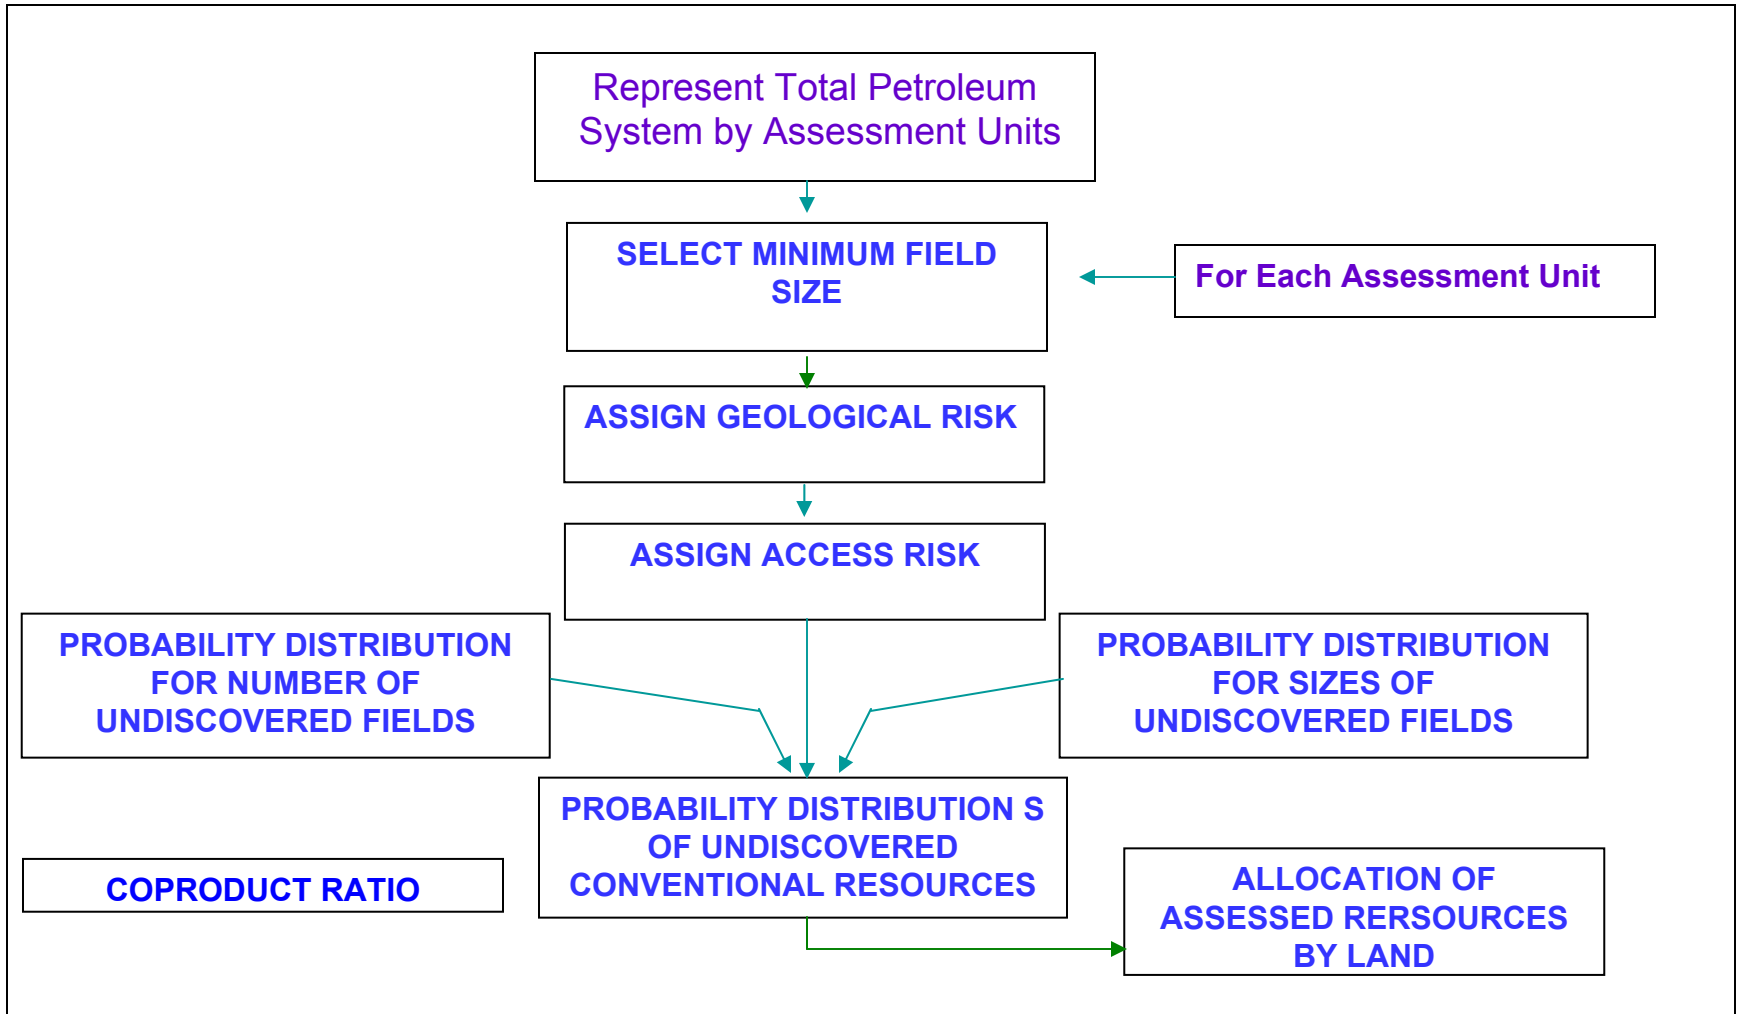 Represent Total Petroleum
System by Assessment Units
SELECT MINIMUM FIELD
SIZE
For Each Assessment Unit
ASSIGN GEOLOGICAL RISK
ASSIGN ACCESS RISK
PROBABILITY DISTRIBUTION
FOR NUMBER OF
UNDISCOVERED FIELDS
PROBABILITY DISTRIBUTION
FOR SIZES OF
UNDISCOVERED FIELDS
PROBABILITY DISTRIBUTION S
OF UNDISCOVERED
CONVENTIONAL RESOURCES
COPRODUCT RATIO
ALLOCATION OF
ASSESSED RERSOURCES
BY LAND